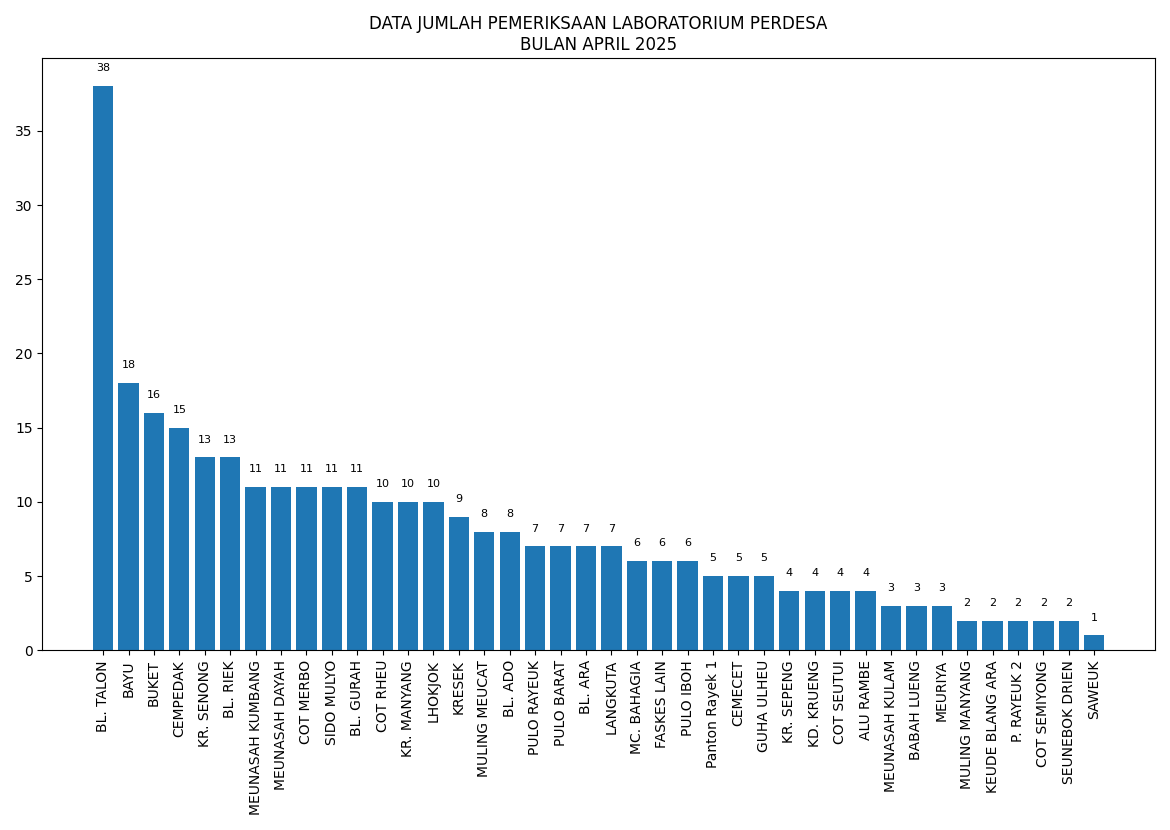 DATA JUMLAH PEMERIKSAAN LABORATORIUM PERDESA
BULAN APRIL 2025
38
18
16
15
13
13
11
11
11
11
11
10
10
10
9
8
8
7
7
7
7
6
6
6
5
5
5
4
4
4
4
3
3
3
2
2
2
2
2
1
35
30
25
20
15
10
5
0
BL. TALON
BAYU
BUKET
CEMPEDAK
KR. SENONG
BL. RIEK
MEUNASAH KUMBANG
MEUNASAH DAYAH
COT MERBO
SIDO MULYO
BL. GURAH
COT RHEU
KR. MANYANG
LHOKJOK
KRESEK
MULING MEUCAT
BL. ADO
PULO RAYEUK
PULO BARAT
BL. ARA
LANGKUTA
MC. BAHAGIA
FASKES LAIN
PULO IBOH
Panton Rayek 1
CEMECET
GUHA ULHEU
KR. SEPENG
KD. KRUENG
COT SEUTUI
ALU RAMBE
MEUNASAH KULAM
BABAH LUENG
MEURIYA
MULING MANYANG
KEUDE BLANG ARA
P. RAYEUK 2
COT SEMIYONG
SEUNEBOK DRIEN
SAWEUK